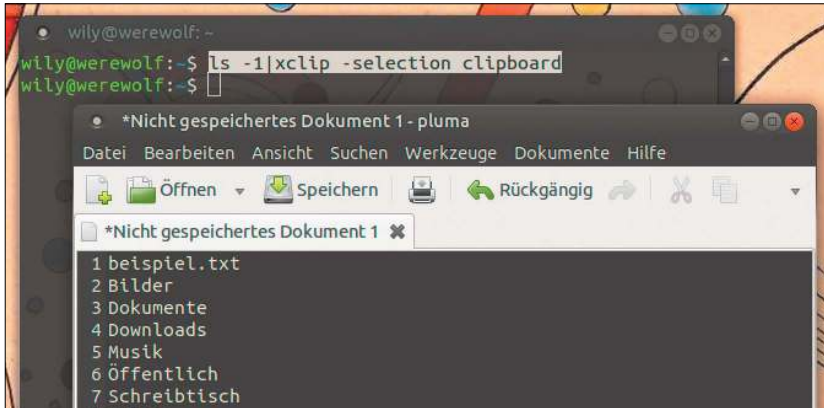 wily@werewolf: ~
wily@werewolf:~$ ls -1|xclip -selection clipboard
wily@werewolf:~$
*Nicht gespeichertes Dokument 1 - pluma
Datei Bearbeiten Ansicht Suchen Werkzeuge Dokumente Hilfe
Öffnen Speichern Rückgängig
*Nicht gespeichertes Dokument 1
1 beispiel.txt
2 Bilder
3 Dokumente
4 Downloads
5 Musik
6 Öffentlich
7 Schreibtisch